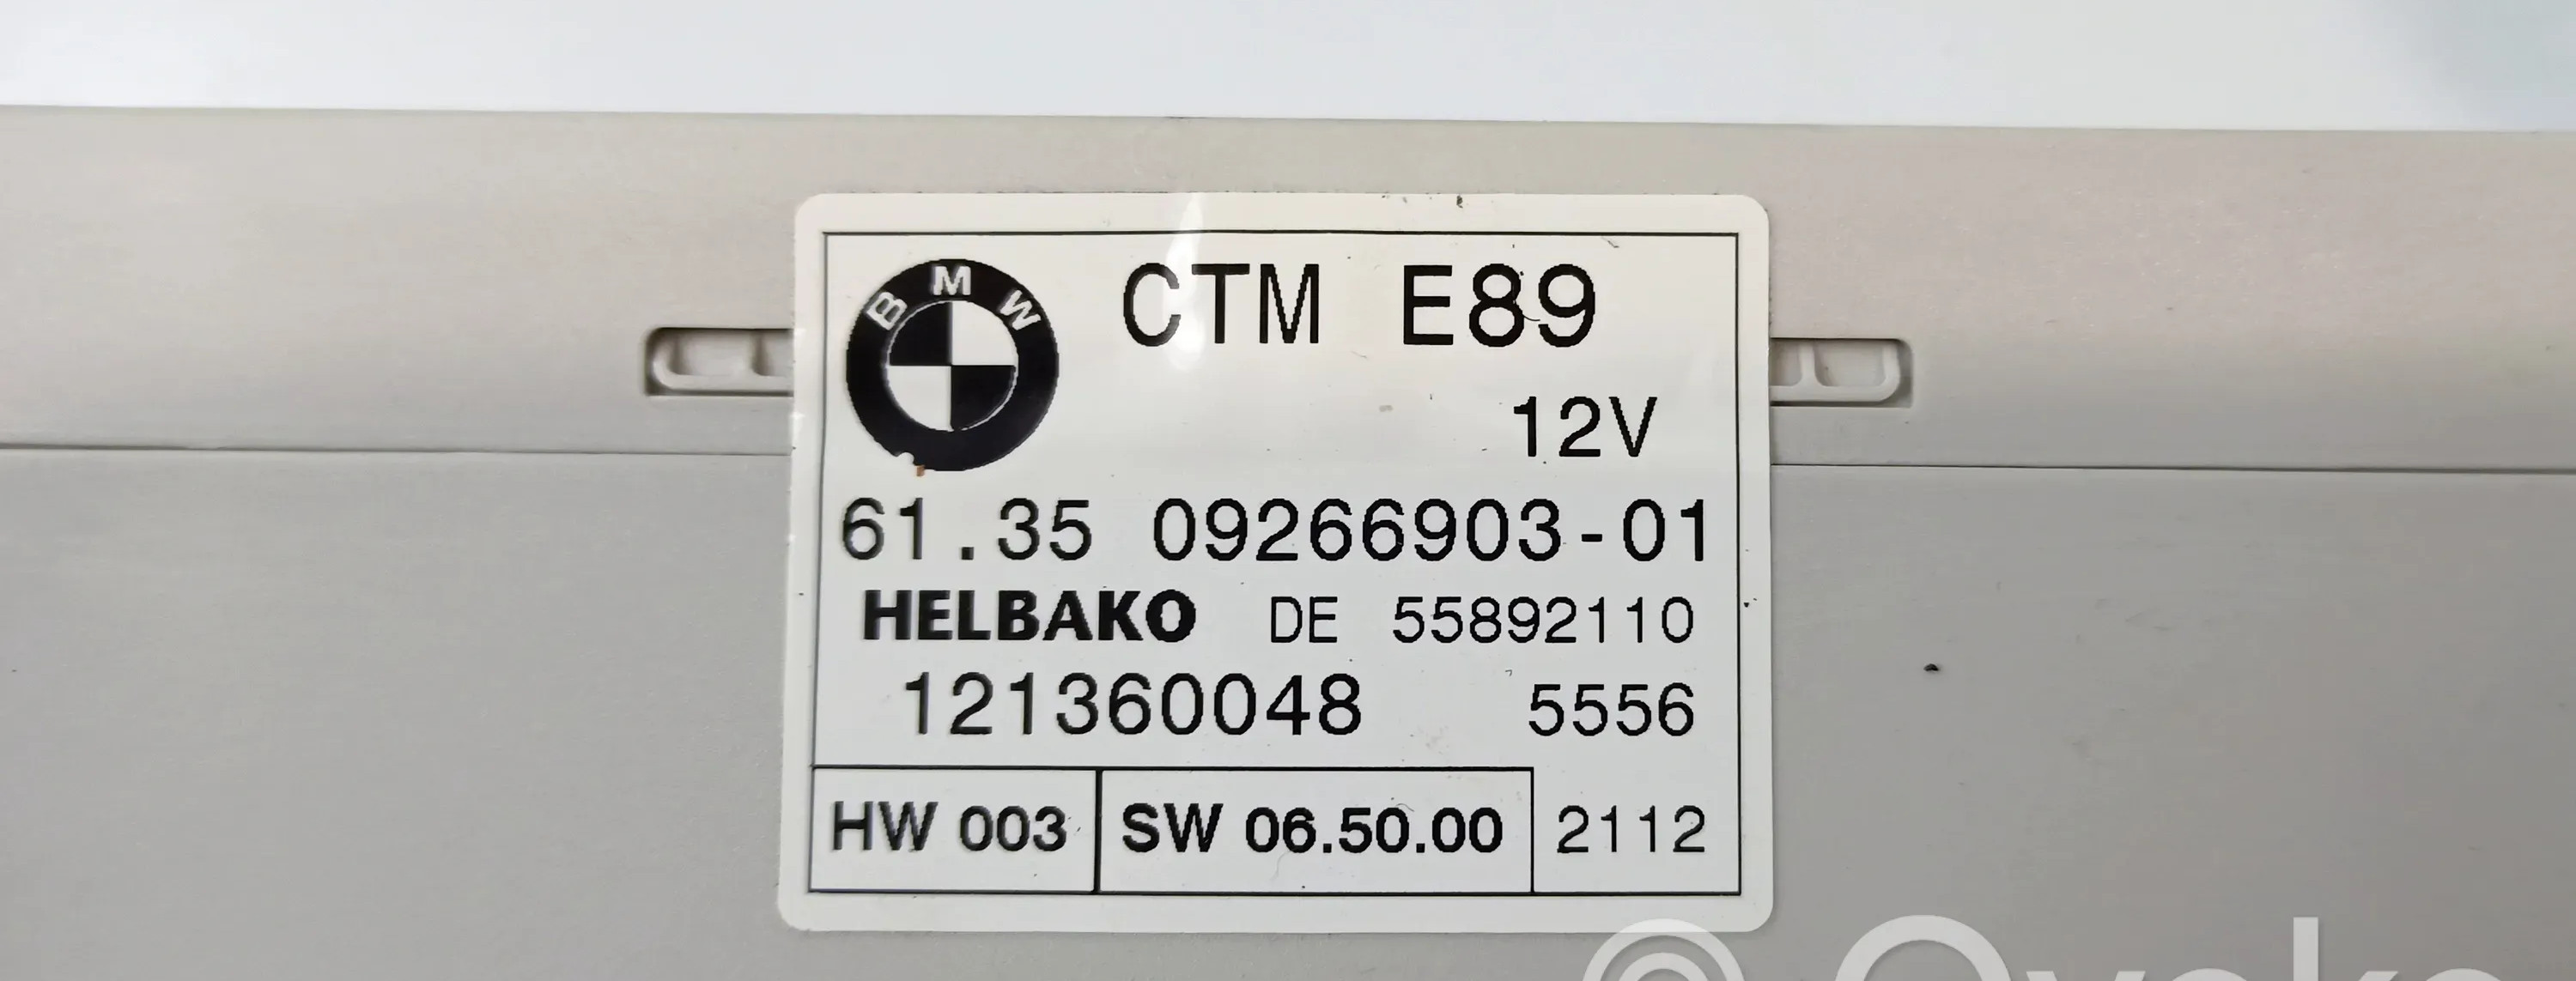 BMW
CTM E89
12V
61.35 09266903-01
HELBAKO DE 55892110
121360048 5556
HW 003 SW 06.50.00 2112